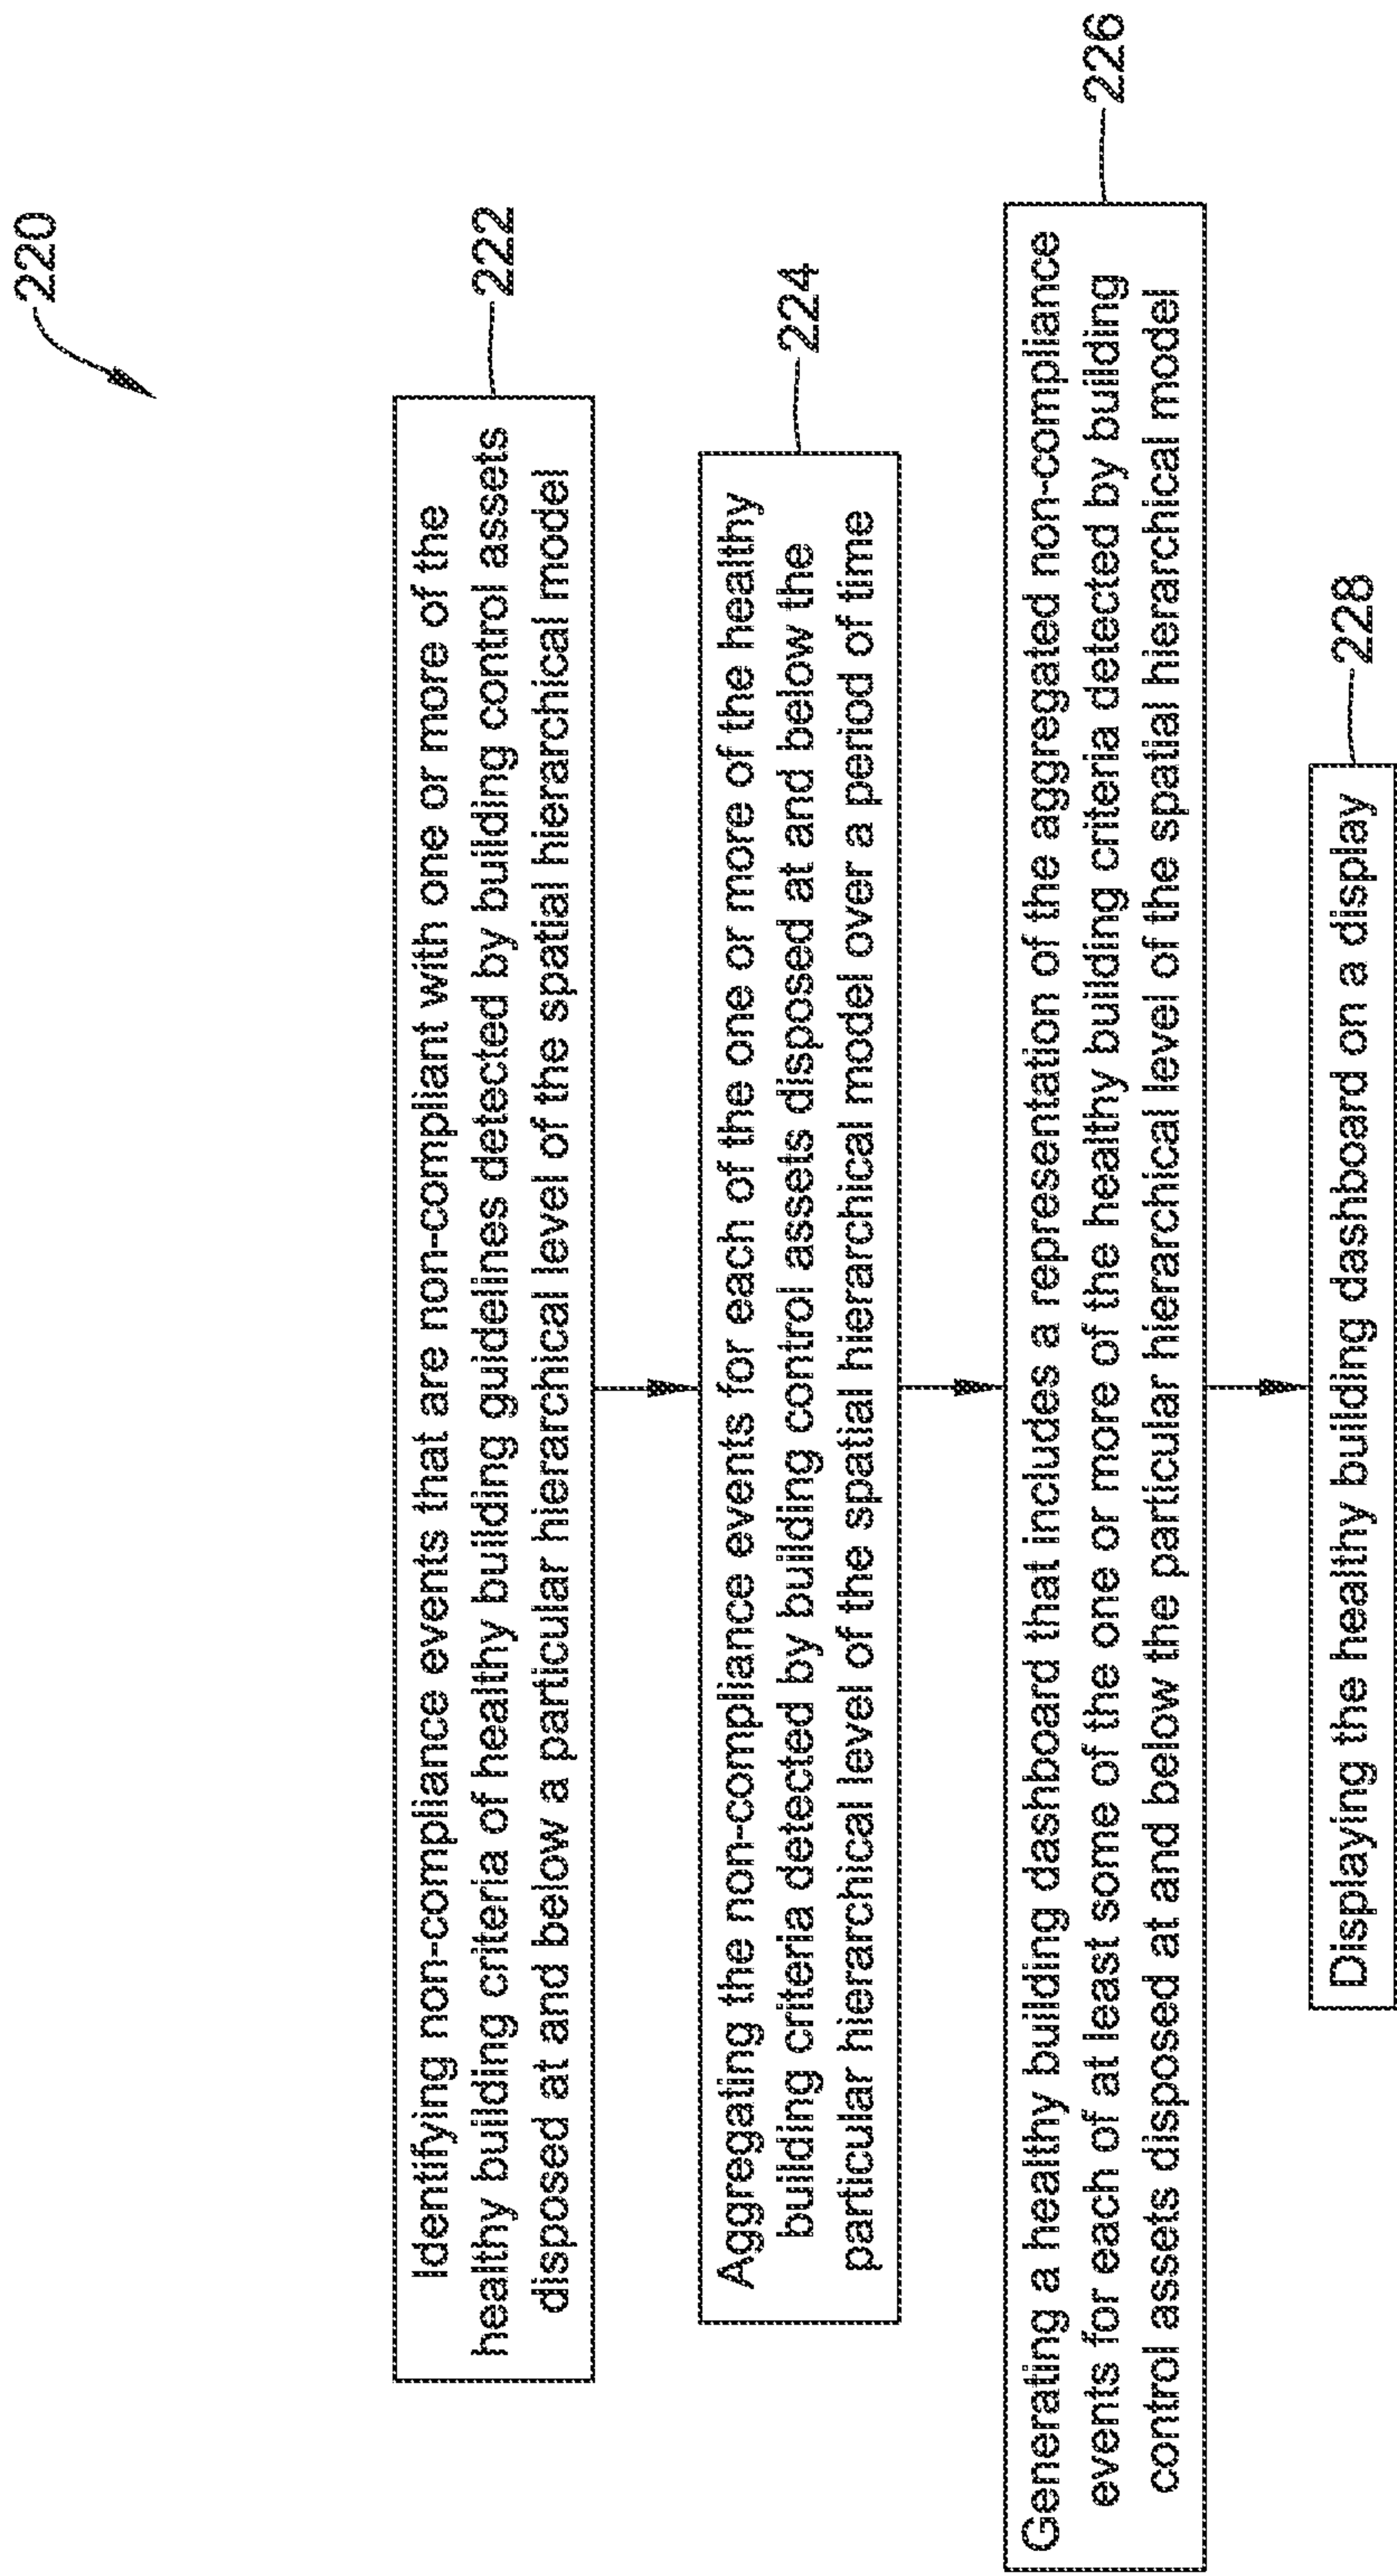 220
Identifying non-compliance events that are non-compliant with one or more of the
healthy building criteria of healthy building guidelines detected by building control assets
disposed at and below a particular hierarchical level of the spatial hierarchical model
222
Aggregating the non-compliance events for each of the one or more of the healthy
building criteria detected by building control assets disposed at and below the
particular hierarchical level of the spatial hierarchical model over a period of time
224
Generating a healthy building dashboard that includes a representation of the aggregated non-compliance
events for each of at least some of the one or more of the healthy building criteria detected by building
control assets disposed at and below the particular hierarchical level of the spatial hierarchical model
226
Displaying the healthy building dashboard on a display
228